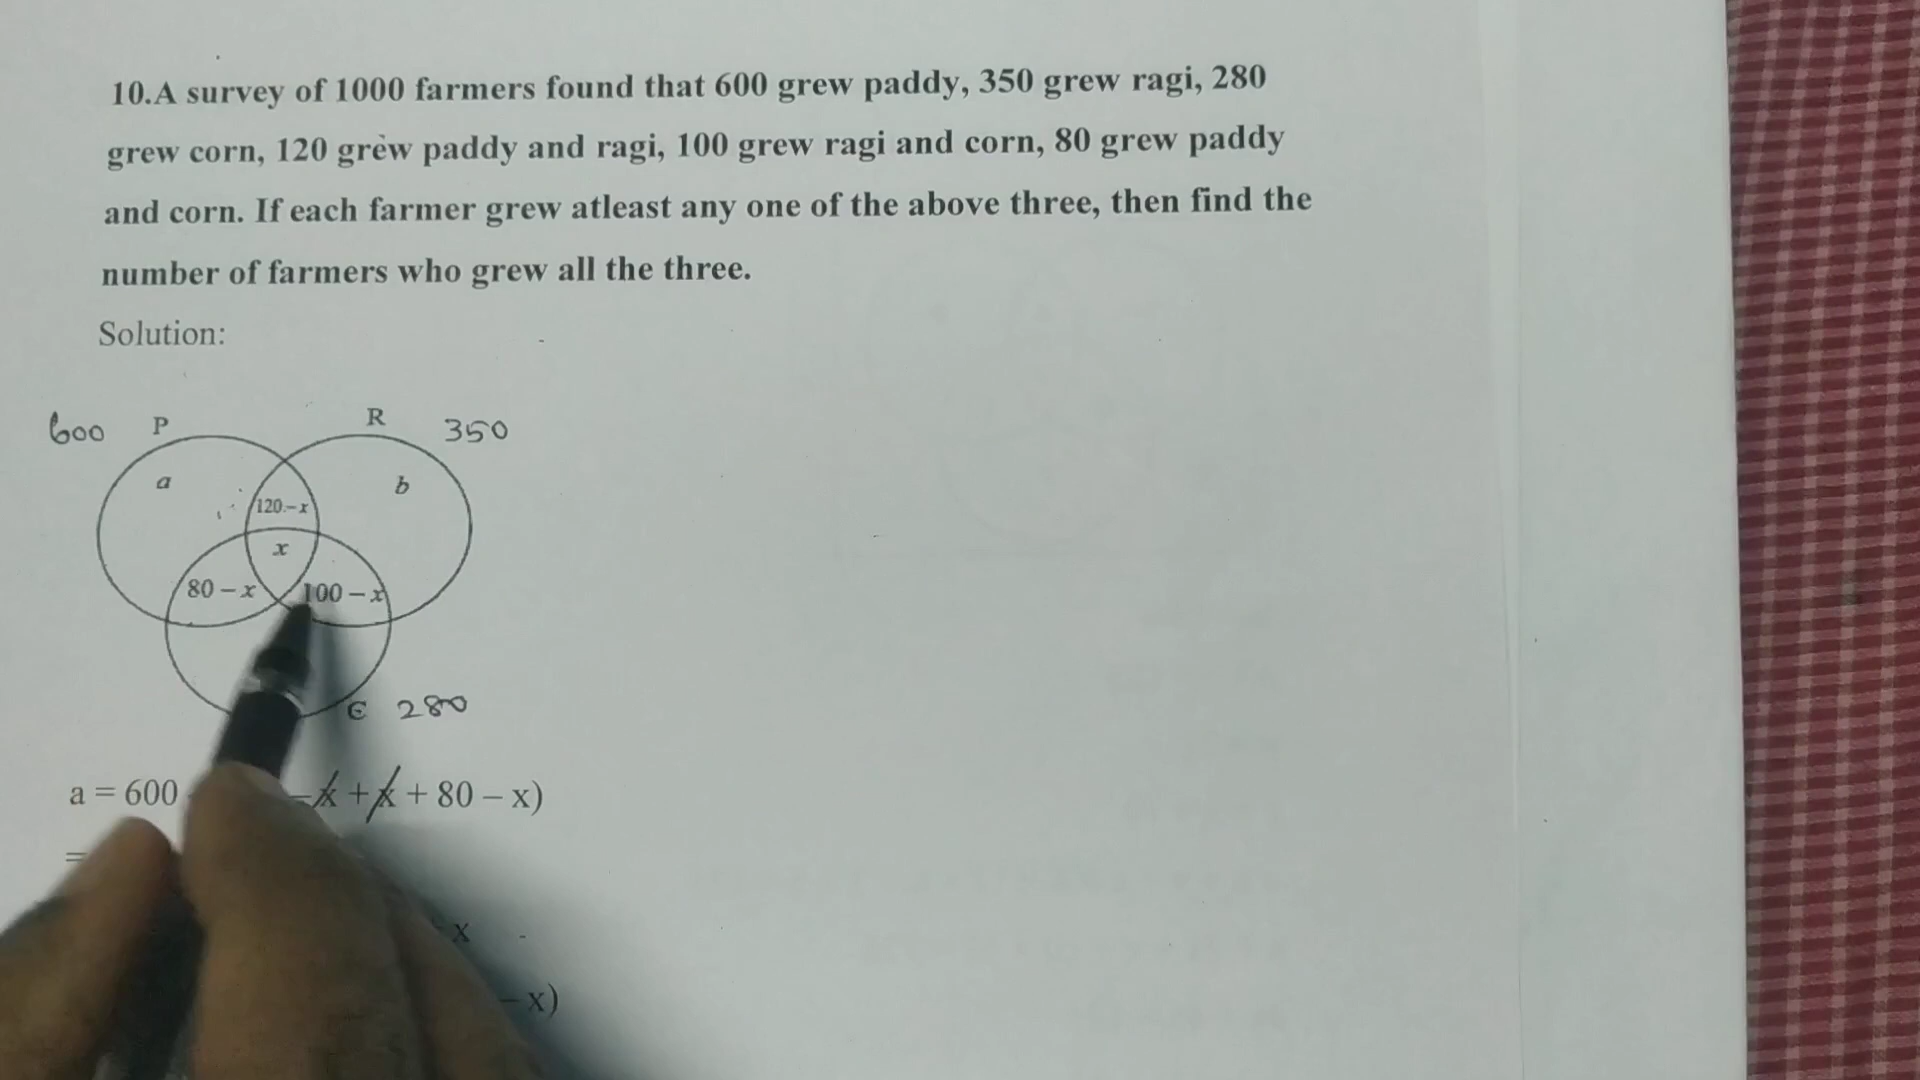 10.A survey of 1000 farmers found that 600 grew paddy, 350 grew ragi, 280
grew corn, 120 grew paddy and ragi, 100 grew ragi and corn, 80 grew paddy
and corn. If each farmer grew atleast any one of the above three, then find the
number of farmers who grew all the three.
Solution:
600 P R 350
a b
120 – x
x
80 – x 100 – x
C 280
a = 600 – x + x + 80 – x)
=
x
– x)